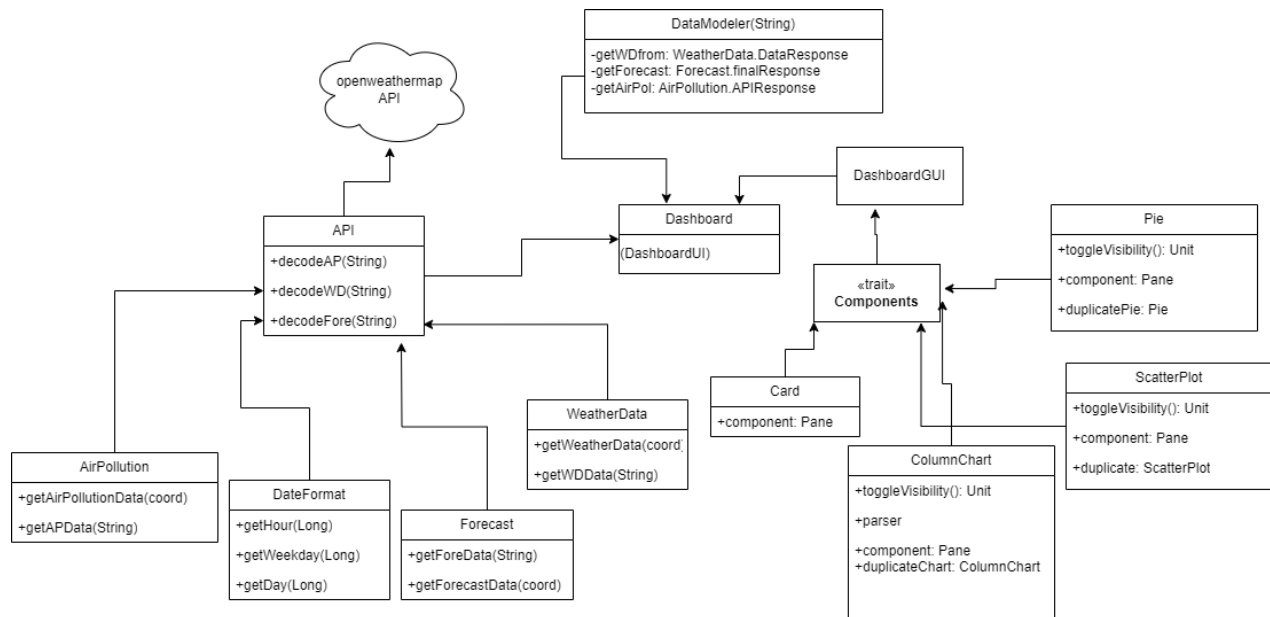 DataModeler(String)
-getWDfrom: WeatherData.DataResponse
-getForecast: Forecast.finalResponse
-getAirPol: AirPollution.APIResponse
openweathermap
API
DashboardGUI
Dashboard
(DashboardUI)
API
+decodeAP(String)
+decodeWD(String)
+decodeFore(String)
Pie
+toggleVisibility(): Unit
+component: Pane
+duplicatePie: Pie
«trait»
Components
Card
+component: Pane
ScatterPlot
+toggleVisibility(): Unit
+component: Pane
+duplicate: ScatterPlot
WeatherData
+getWeatherData(coord)
+getWDData(String)
ColumnChart
+toggleVisibility(): Unit
+parser
+component: Pane
+duplicateChart: ColumnChart
AirPollution
+getAirPollutionData(coord)
+getAPData(String)
DateFormat
+getHour(Long)
+getWeekday(Long)
+getDay(Long)
Forecast
+getForeData(String)
+getForecastData(coord)